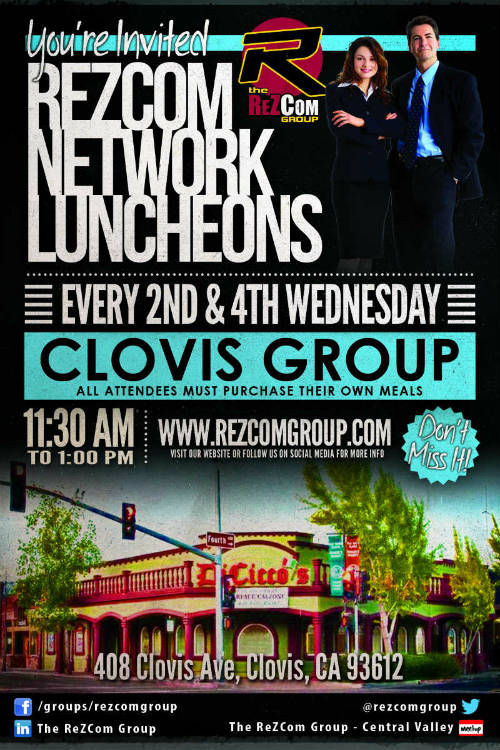 You're Invited
REZCOM
NETWORK
LUNCHEONS
R
the
ReZCom
GROUP
EVERY 2ND & 4TH WEDNESDAY
CLOVIS GROUP
ALL ATTENDEES MUST PURCHASE THEIR OWN MEALS
11:30 AM
TO 1:00 PM
WWW.REZCOMGROUP.COM
VISIT OUR WEBSITE OR FOLLOW US ON SOCIAL MEDIA FOR MORE INFO
Don't
Miss It!
Fourth
DiCicco's
408 Clovis Ave, Clovis, CA 93612
f /groups/rezcomgroup
@rezcomgroup
in The ReZCom Group
The ReZCom Group - Central Valley meetup